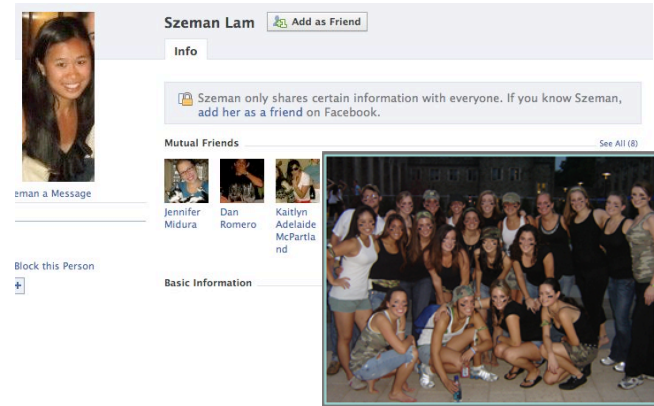 Szeman Lam
Add as Friend
Info
Szeman only shares certain information with everyone. If you know Szeman,
add her as a friend on Facebook.
Mutual Friends
See All (8)
eman a Message
Jennifer
Midura
Dan
Romero
Kaitlyn
Adelaide
McPartla
nd
Block this Person
+
Basic Information